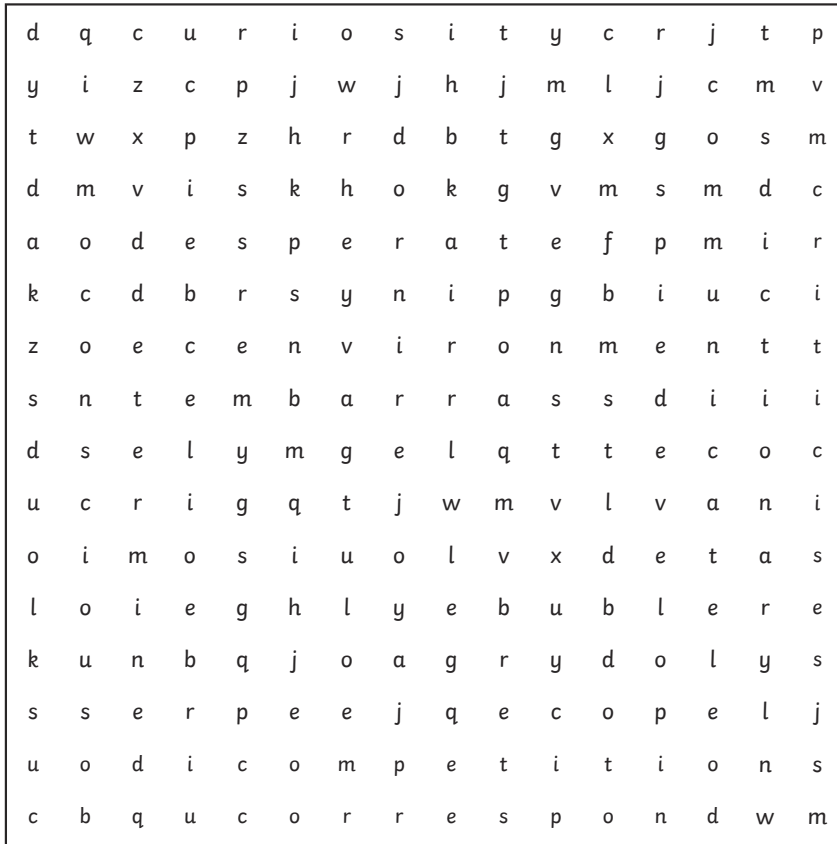 d q c u r i o s i t y c r j t p
y i z c p j w j h j m l j c m v
t w x p z h r d b t g x g o s m
d m v i s k h o k g v m s m d c
a o d e s p e r a t e f p m i r
k c d b r s y n i p g b i u c i
z o e c e n v i r o n m e n t t
s n t e m b a r r a s s d i i i
d s e l y m g e l q t t e c o c
u c r i g q t j w m v l v a n i
o i m o s i u o l v x d e t a s
l o i e g h l y e b u b l e r e
k u n b q j o a g r y d o l y s
s s e r p e e j q e c o p e l j
u o d i c o m p e t i t i o n s
c b q u c o r r e s p o n d w m